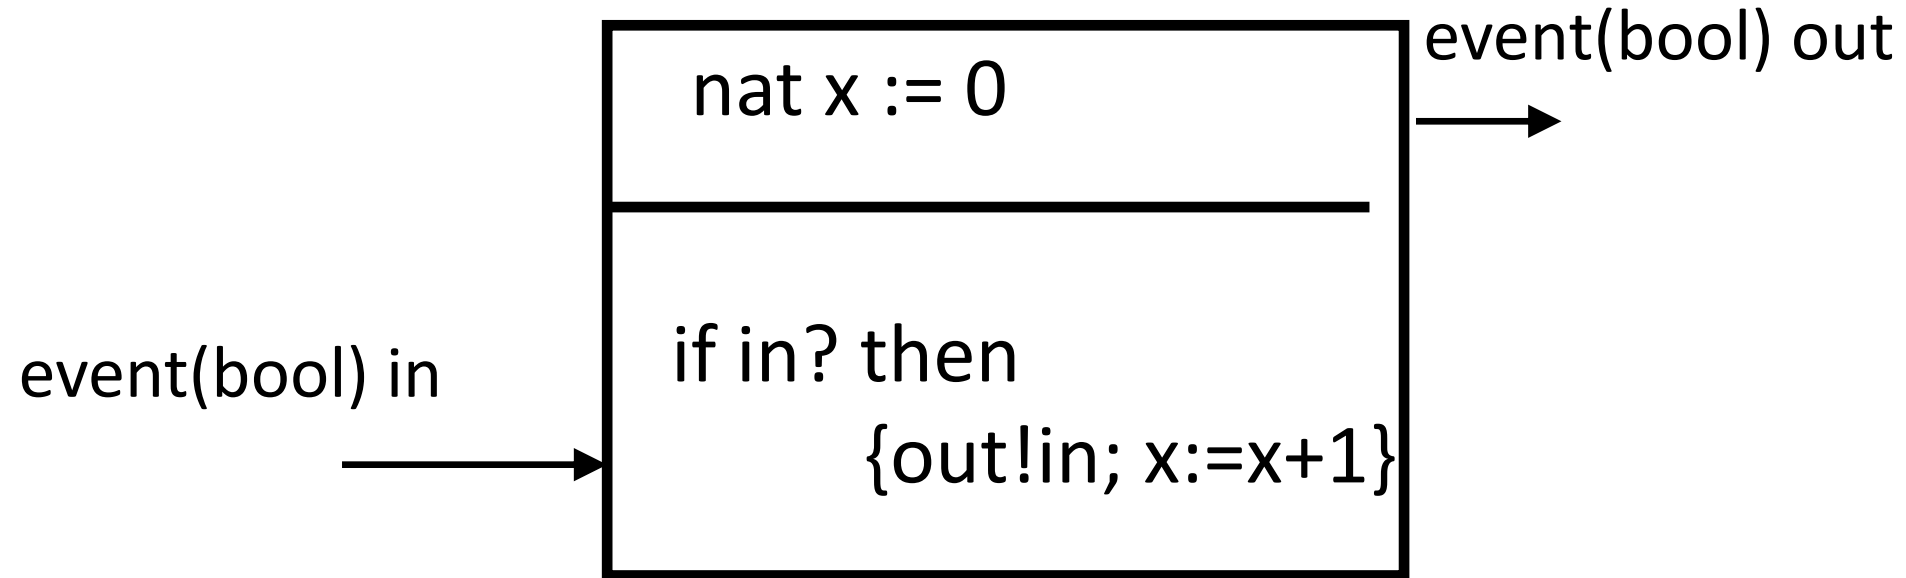 event(bool) out
nat x := 0
if in? then
event(bool) in
{out!in; x:=x+1}